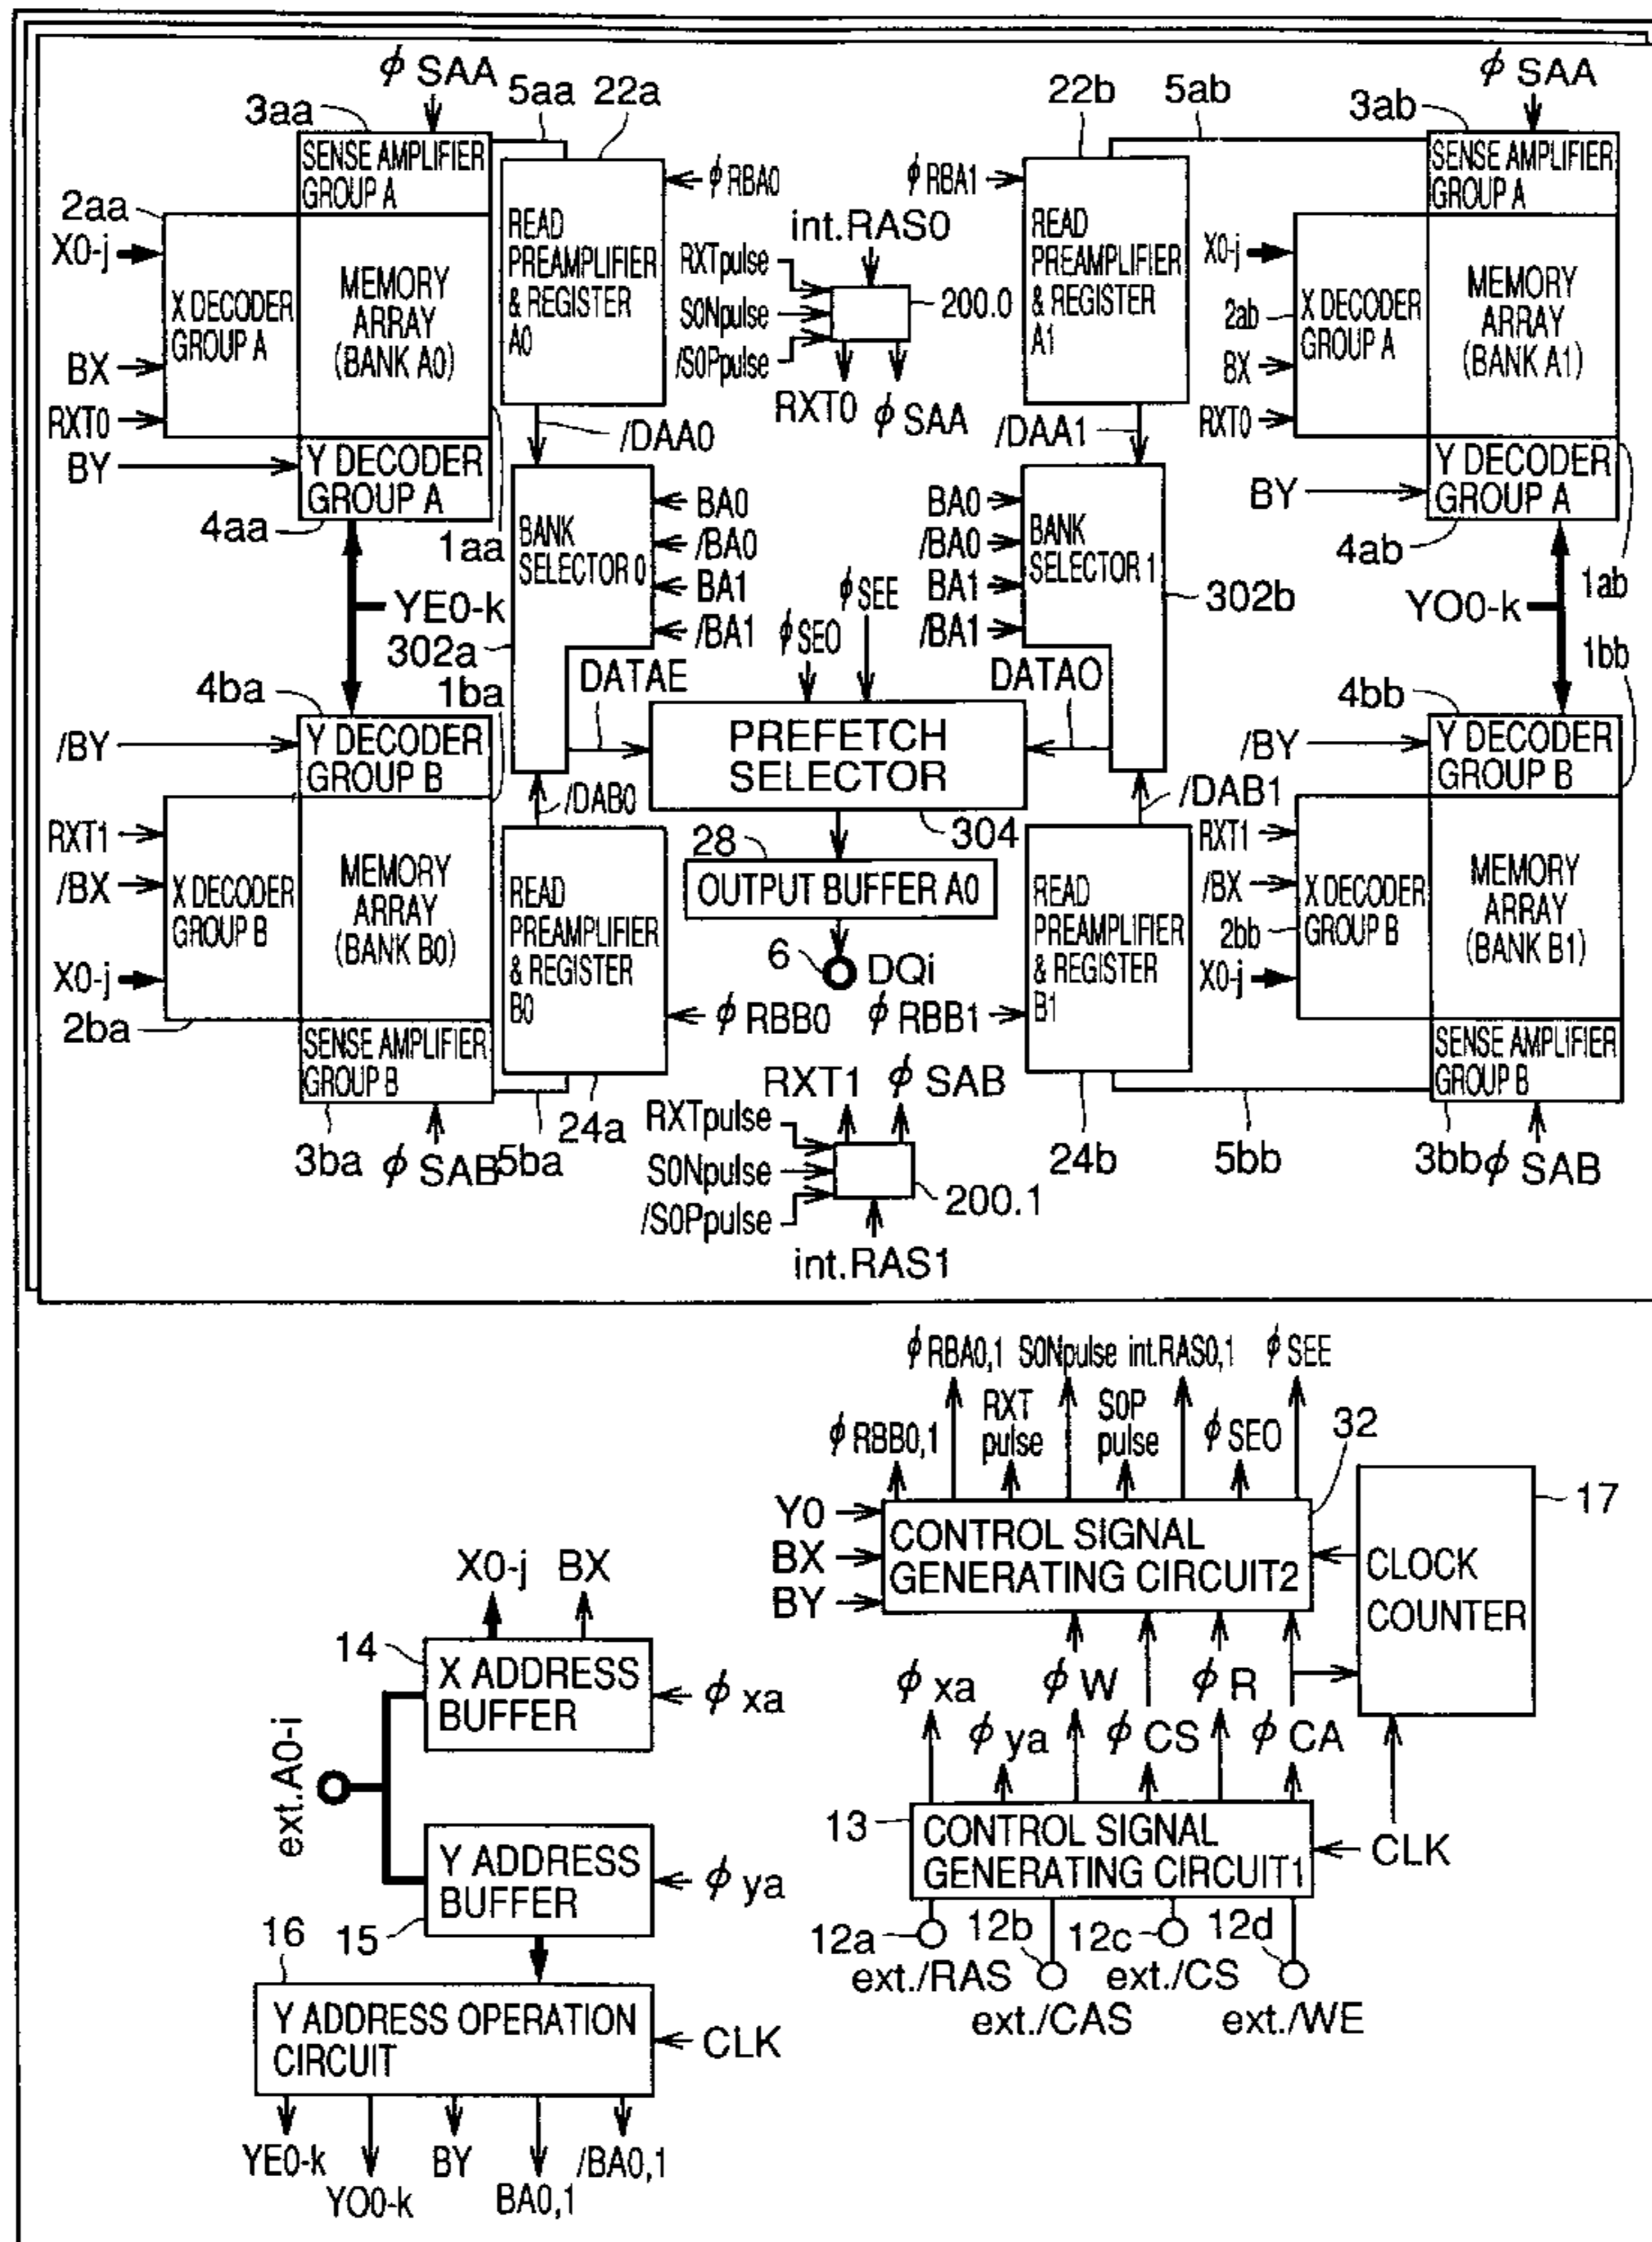 φ SAA
3aa
5aa
22a
22b
5ab
3ab
φ SAA
SENSE AMPLIFIER
GROUP A
2aa
X0-j
X DECODER
GROUP A
MEMORY
ARRAY
(BANK A0)
BX
RXT0
BY
Y DECODER
GROUP A
4aa
1aa
READ
PREAMPLIFIER
& REGISTER
A0
φ RBA0
/DAA0
RXTpulse
S0Npulse
/S0Ppulse
int.RAS0
200.0
RXT0 φ SAA
φ RBA1
READ
PREAMPLIFIER
& REGISTER
A1
/DAA1
SENSE AMPLIFIER
GROUP A
X0-j
2ab
BX
RXT0
X DECODER
GROUP A
MEMORY
ARRAY
(BANK A1)
BY
Y DECODER
GROUP A
4ab
1ab
YE0-k
302a
BANK
SELECTOR 0
BA0
/BA0
BA1
/BA1
φ SEO
φ SEE
BA0
/BA0
BA1
/BA1
BANK
SELECTOR 1
302b
YO0-k
1bb
4ba
1ba
DATAE
DATAO
PREFETCH
SELECTOR
304
4bb
/BY
Y DECODER
GROUP B
RXT1
/BX
X0-j
2ba
X DECODER
GROUP B
MEMORY
ARRAY
(BANK B0)
SENSE AMPLIFIER
GROUP B
3ba
φ SAB
5ba
/DAB0
READ
PREAMPLIFIER
& REGISTER
B0
24a
φ RBB0
28
OUTPUT BUFFER A0
6
DQi
φ RBB1
/DAB1
READ
PREAMPLIFIER
& REGISTER
B1
24b
5bb
/BY
Y DECODER
GROUP B
RXT1
/BX
2bb
X0-j
X DECODER
GROUP B
MEMORY
ARRAY
(BANK B1)
SENSE AMPLIFIER
GROUP B
3bb
φ SAB
RXT1 φ SAB
RXTpulse
S0Npulse
/S0Ppulse
200.1
int.RAS1
φ RBA0,1 S0Npulse int.RAS0,1 φ SEE
φ RBB0,1
RXT
pulse
S0P
pulse
φ SEO
32
Y0
BX
BY
CONTROL SIGNAL
GENERATING CIRCUIT2
CLOCK
COUNTER
17
φ xa
φ ya
φ W
φ CS
φ R
φ CA
13
CONTROL SIGNAL
GENERATING CIRCUIT1
CLK
12a
12b
12c
12d
ext./RAS
ext./CAS
ext./CS
ext./WE
X0-j BX
14
X ADDRESS
BUFFER
φ xa
ext.A0-i
Y ADDRESS
BUFFER
φ ya
15
16
Y ADDRESS OPERATION
CIRCUIT
CLK
YE0-k
YO0-k
BY
BA0,1
/BA0,1